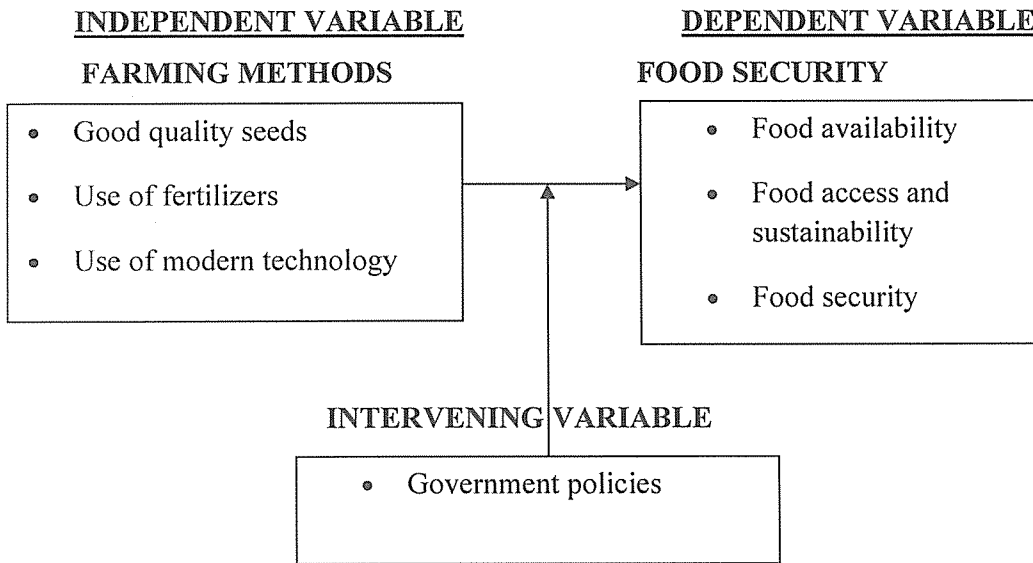 INDEPENDENT VARIABLE
DEPENDENT VARIABLE
FARMING METHODS
FOOD SECURITY
• Good quality seeds
• Use of fertilizers
• Use of modern technology
• Food availability
• Food access and
sustainability
• Food security
INTERVENING VARIABLE
• Government policies